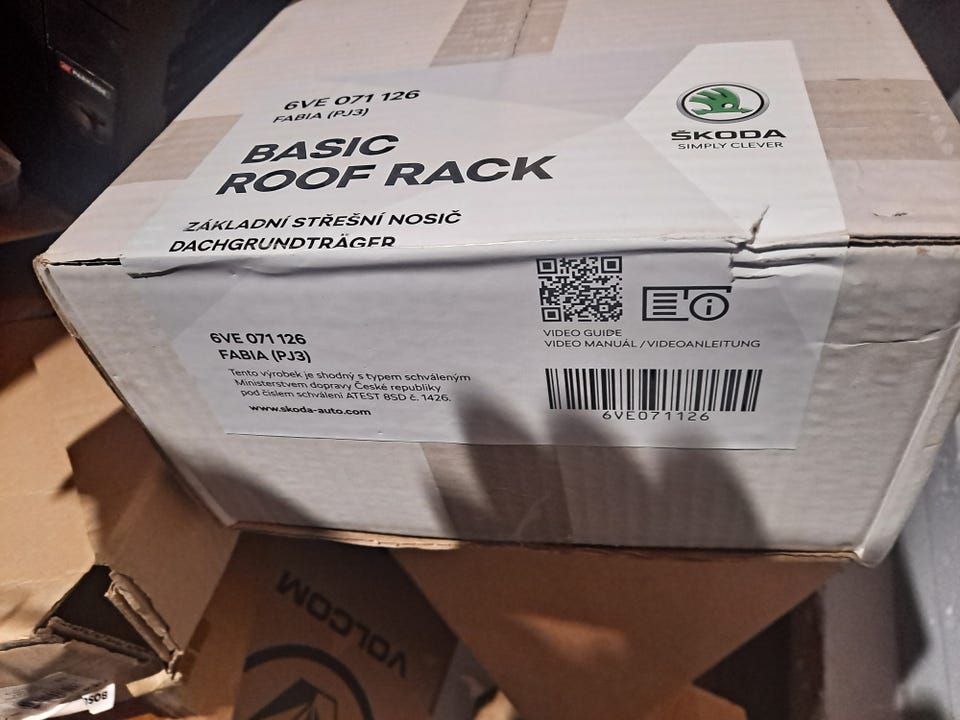 6VE 071 126
FABIA (PJ3)
BASIC
ROOF RACK
ZÁKLADNÍ STŘEŠNÍ NOSIČ
DACHGRUNDTRÄGER
ŠKODA
SIMPLY CLEVER
6VE 071 126
FABIA (PJ3)
Tento výrobek je shodný s typem schváleným
Ministerstvem dopravy České republiky
pod číslem schválení ATEST 8SD č. 1426.
www.skoda-auto.com
VIDEO GUIDE
VIDEO MANUÁL / VIDEOANLEITUNG
6VE071126
VOLCOM